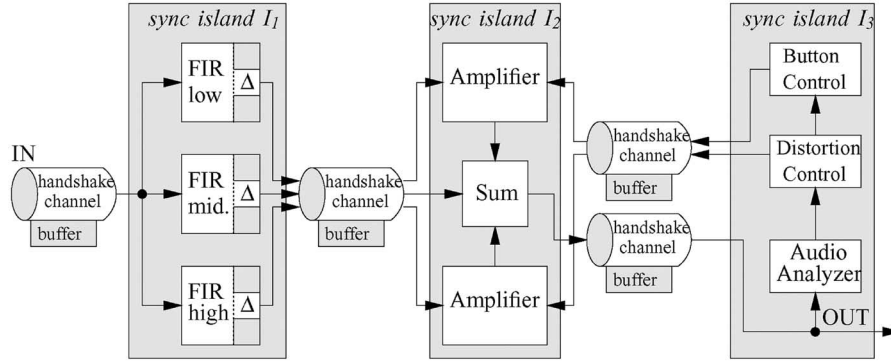 sync island I1
sync island I2
sync island I3
FIR
low
Δ
Amplifier
Button
Control
IN
handshake
channel
buffer
FIR
mid.
Δ
handshake
channel
buffer
Sum
handshake
channel
buffer
Distortion
Control
handshake
channel
buffer
FIR
high
Δ
Amplifier
Audio
Analyzer
OUT